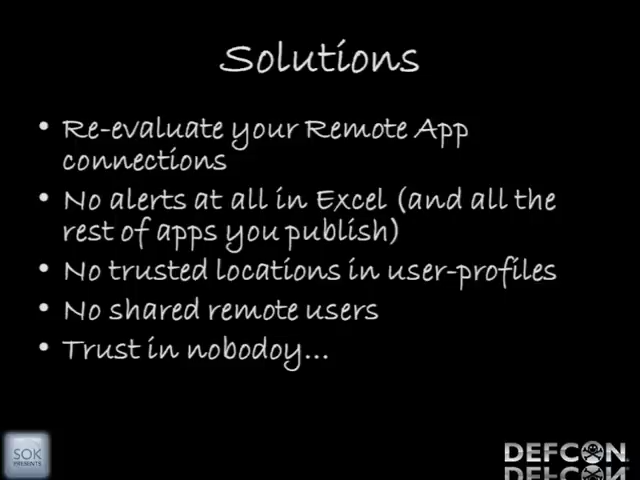 Solutions
• Re-evaluate your Remote App
connections
• No alerts at all in Excel (and all the
rest of apps you publish)
• No trusted locations in user-profiles
• No shared remote users
• Trust in nobodoy...
SOK
PRESENTS
DEFCON